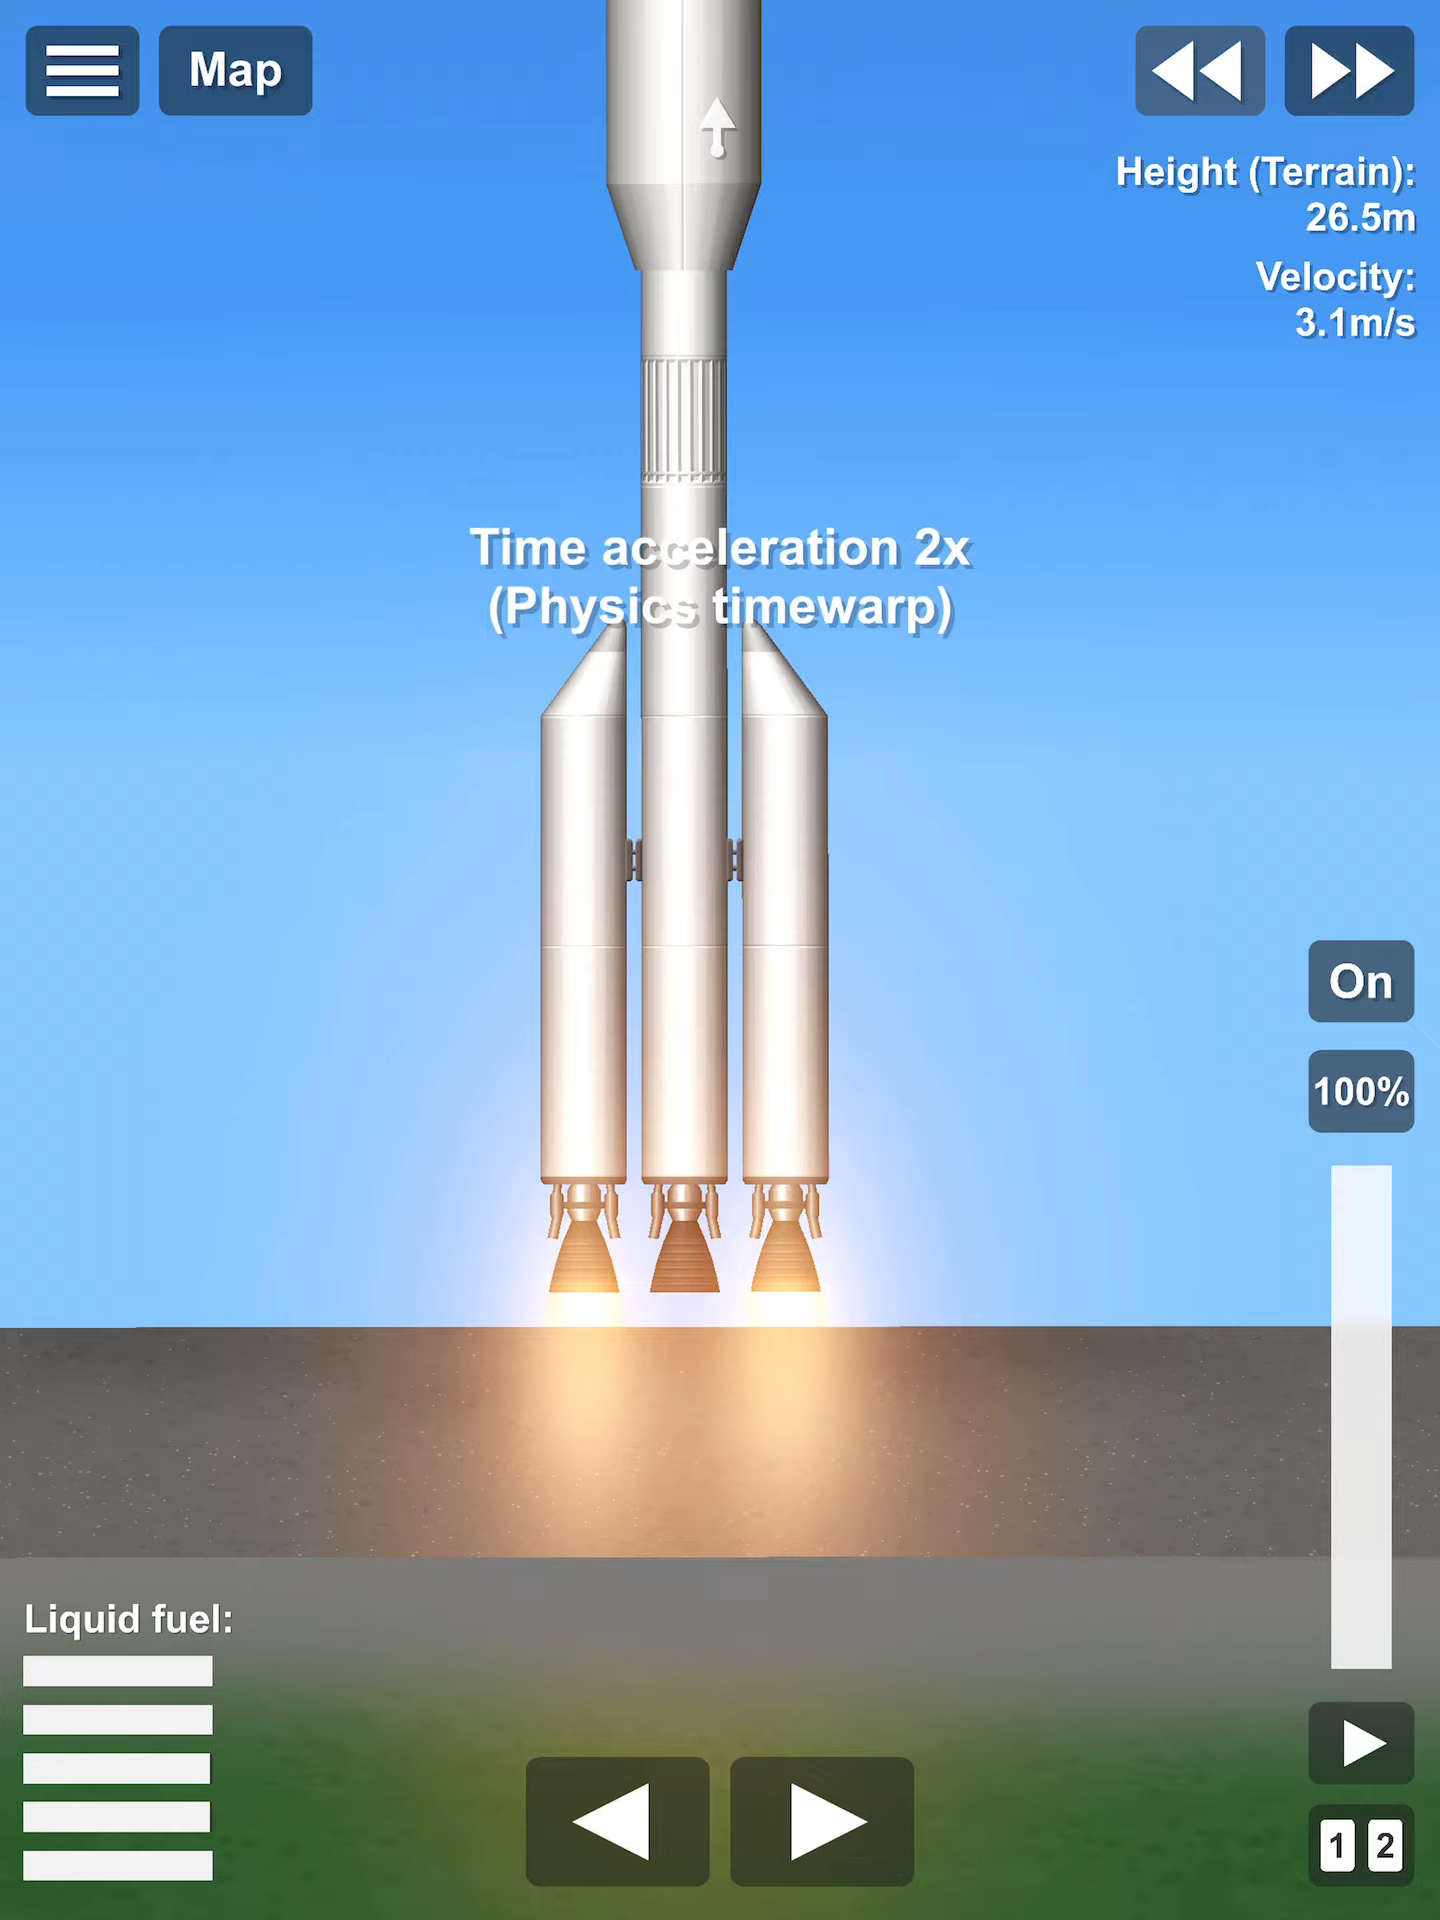 Map
Height (Terrain):
26.5m
Velocity:
3.1m/s
Time acceleration 2x
(Physics timewarp)
On
100%
Liquid fuel:
1 2